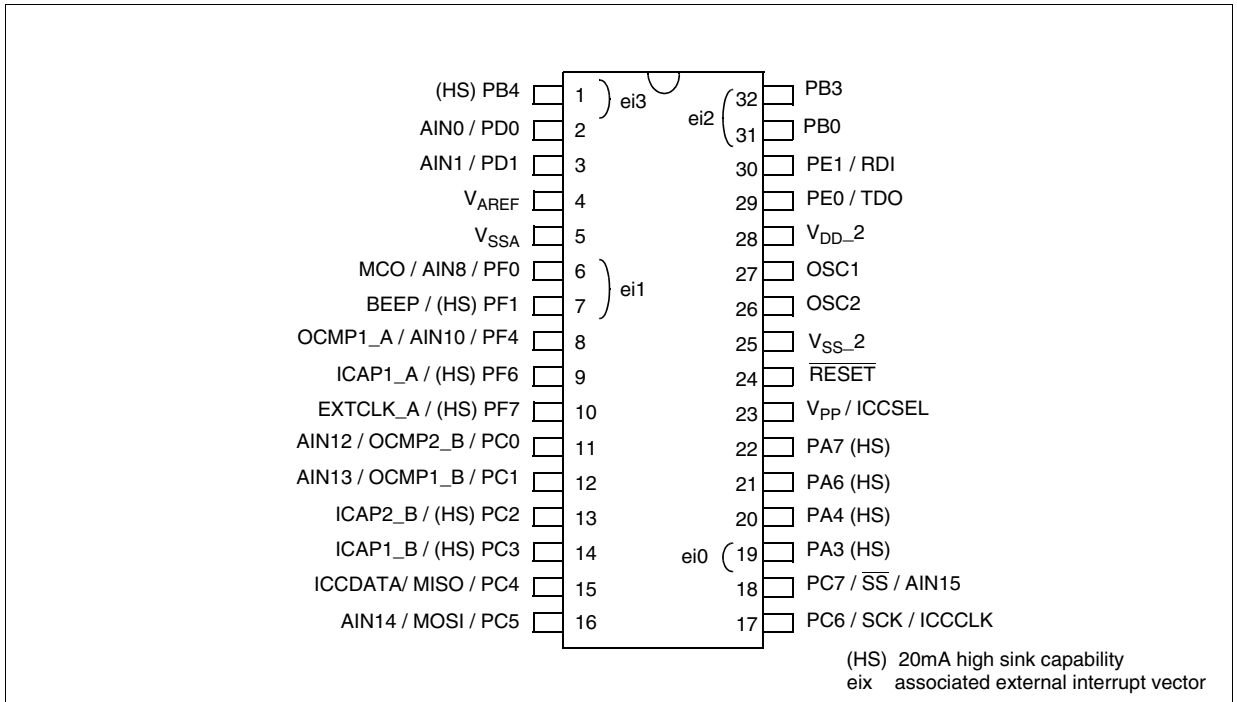 (HS) PB4 1 ei3 ei2 32 PB3
AIN0 / PD0 2 31 PB0
AIN1 / PD1 3 30 PE1 / RDI
VAREF 4 29 PE0 / TDO
VSSA 5 28 VDD_2
MCO / AIN8 / PF0 6 ei1 27 OSC1
BEEP / (HS) PF1 7 26 OSC2
OCMP1_A / AIN10 / PF4 8 25 VSS_2
ICAP1_A / (HS) PF6 9 24 RESET
EXTCLK_A / (HS) PF7 10 23 VPP / ICCSEL
AIN12 / OCMP2_B / PC0 11 22 PA7 (HS)
AIN13 / OCMP1_B / PC1 12 21 PA6 (HS)
ICAP2_B / (HS) PC2 13 20 PA4 (HS)
ICAP1_B / (HS) PC3 14 ei0 19 PA3 (HS)
ICCDATA/ MISO / PC4 15 18 PC7 / SS / AIN15
AIN14 / MOSI / PC5 16 17 PC6 / SCK / ICCCLK
(HS) 20mA high sink capability
eix associated external interrupt vector